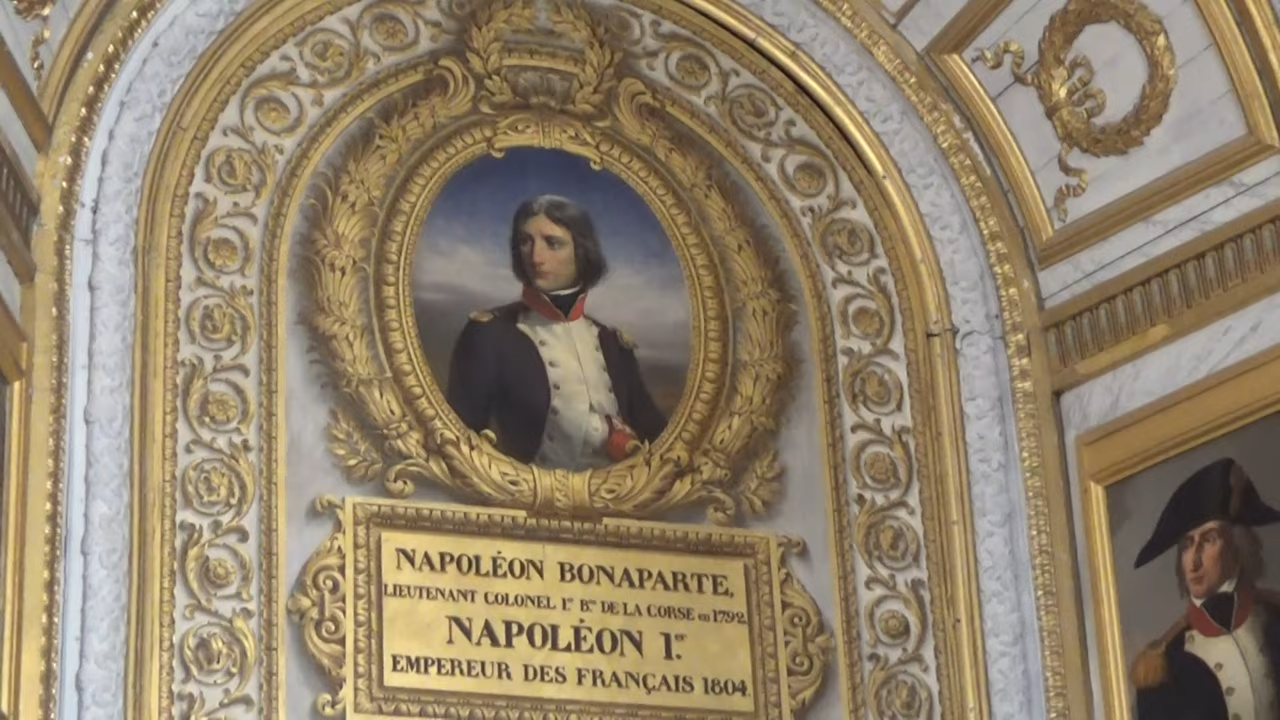 NAPOLÉON BONAPARTE,
LIEUTENANT COLONEL 1er Bon DE LA CORSE en 1792.
NAPOLÉON 1er.
EMPEREUR DES FRANÇAIS 1804.